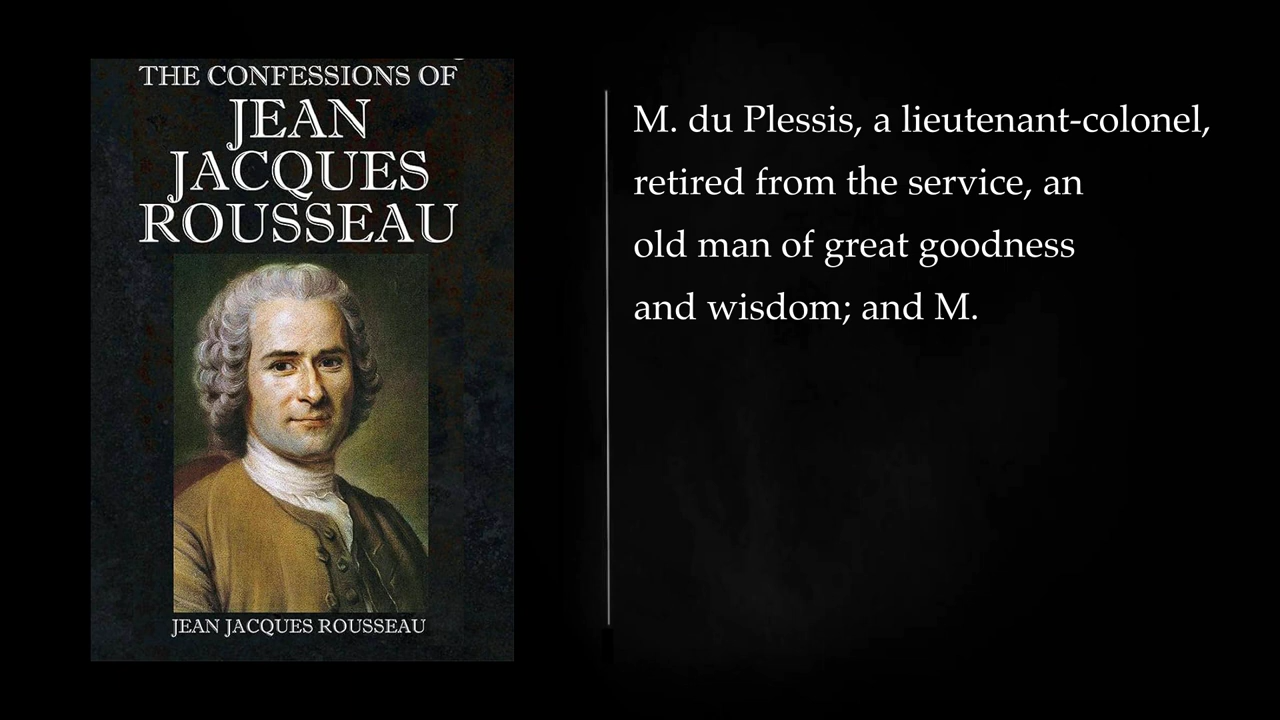 THE CONFESSIONS OF
JEAN
JACQUES
ROUSSEAU
JEAN JACQUES ROUSSEAU
M. du Plessis, a lieutenant-colonel,
retired from the service, an
old man of great goodness
and wisdom; and M.